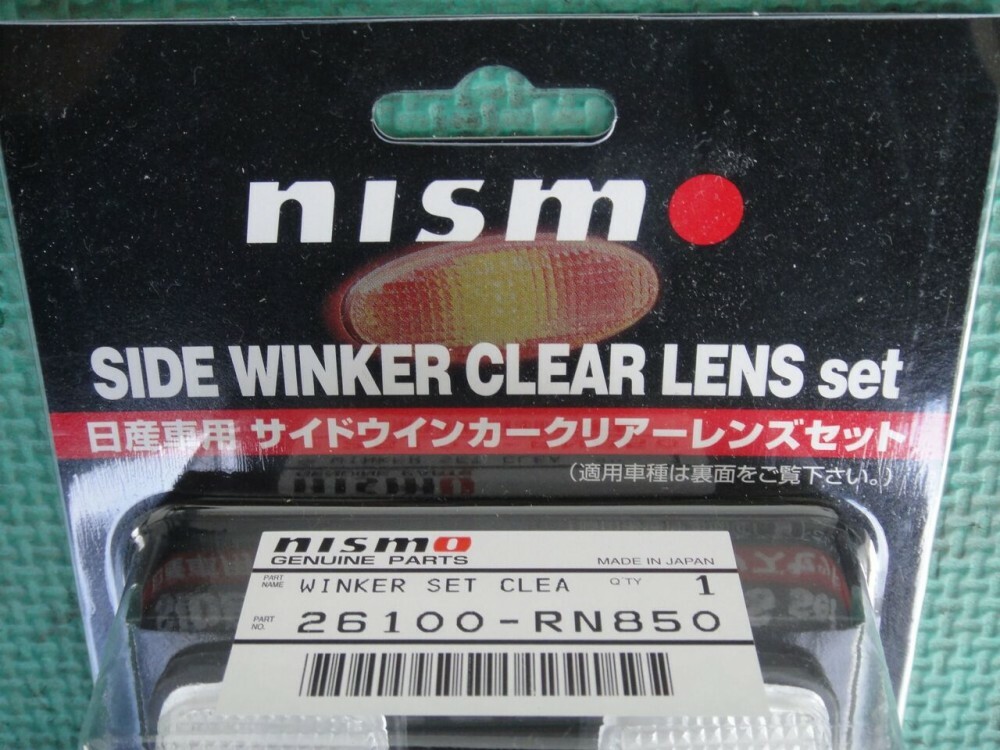 nismo
SIDE WINKER CLEAR LENS set
日産車用 サイドウインカークリアーレンズセット
(適用車種は裏面をご覧下さい。)
nismo
GENUINE PARTS MADE IN JAPAN
PART NAME WINKER SET CLEA Q'TY 1
PART NO. 26100-RN850